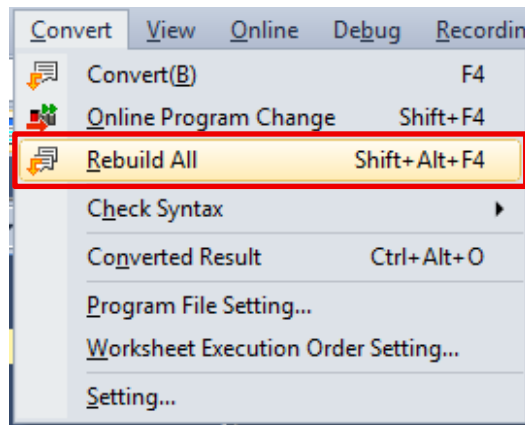 Convert View Online Debug Recordin
Convert(B) F4
Online Program Change Shift+F4
Rebuild All Shift+Alt+F4
Check Syntax
Converted Result Ctrl+Alt+O
Program File Setting...
Worksheet Execution Order Setting...
Setting...